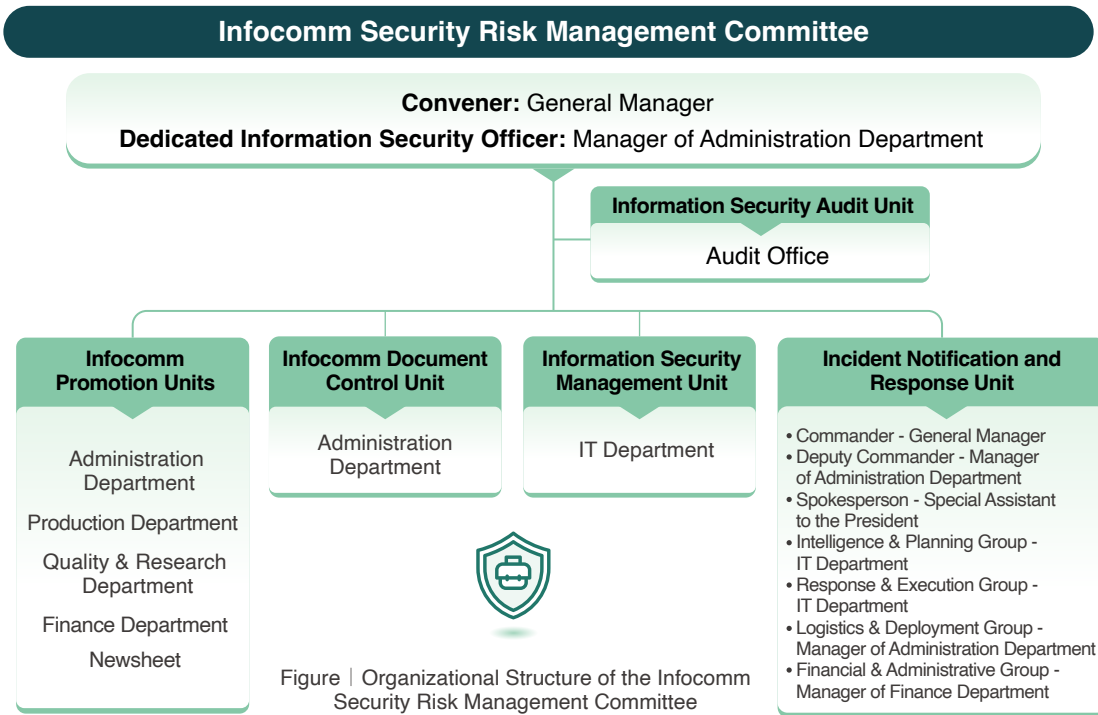 Infocomm Security Risk Management Committee
Convener: General Manager
Dedicated Information Security Officer: Manager of Administration Department
Information Security Audit Unit
Audit Office
Infocomm
Promotion Units
Administration
Department
Production Department
Quality & Research
Department
Finance Department
Newsheet
Infocomm Document
Control Unit
Administration
Department
Information Security
Management Unit
IT Department
Incident Notification and
Response Unit
• Commander - General Manager
• Deputy Commander - Manager
of Administration Department
• Spokesperson - Special Assistant
to the President
• Intelligence & Planning Group -
IT Department
• Response & Execution Group -
IT Department
• Logistics & Deployment Group -
Manager of Administration Department
• Financial & Administrative Group -
Manager of Finance Department
Figure | Organizational Structure of the Infocomm
Security Risk Management Committee